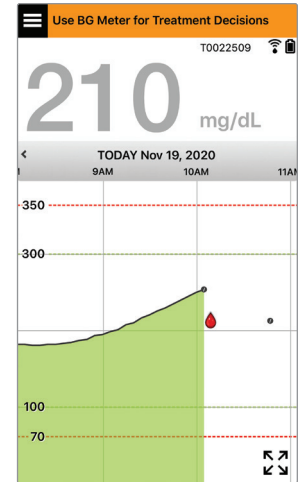 Use BG Meter for Treatment Decisions
T0022509
210 mg/dL
TODAY Nov 19, 2020
9AM 10AM 11AM
350
300
100
70